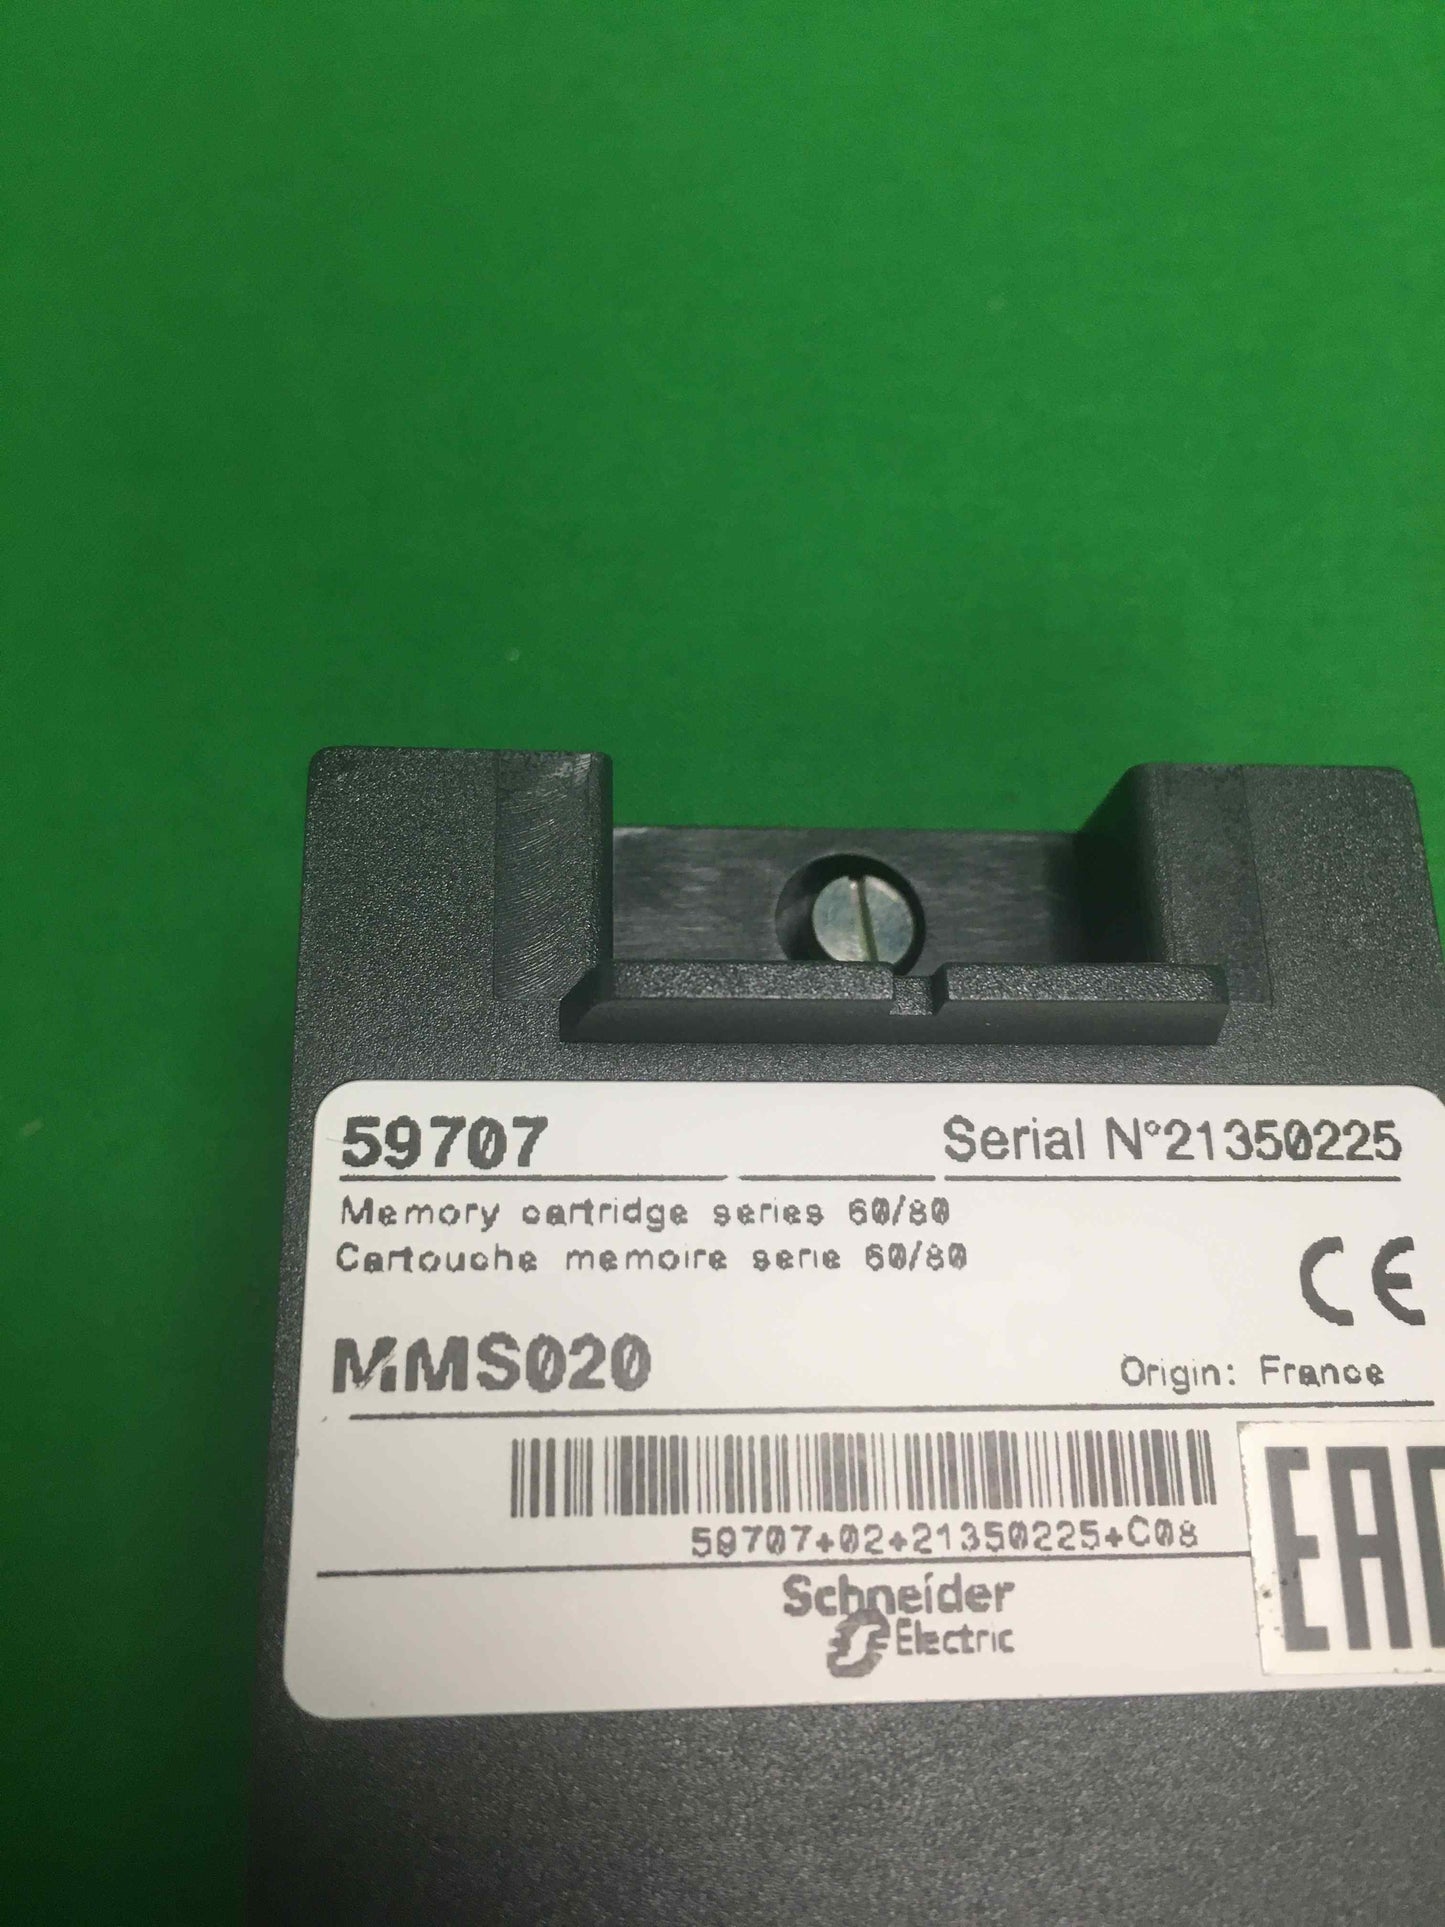 59707 Serial N°21350225
Memory cartridge series 60/80
Cartouche memoire serie 60/80
CE
MMS020 Origin: France
59707+02+21350225+C08
EAC
Schneider
Electric